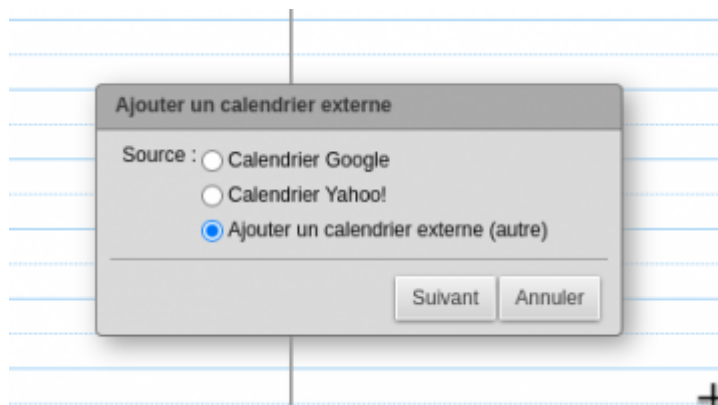 Ajouter un calendrier externe
Source : Calendrier Google
Calendrier Yahoo!
Ajouter un calendrier externe (autre)
Suivant Annuler